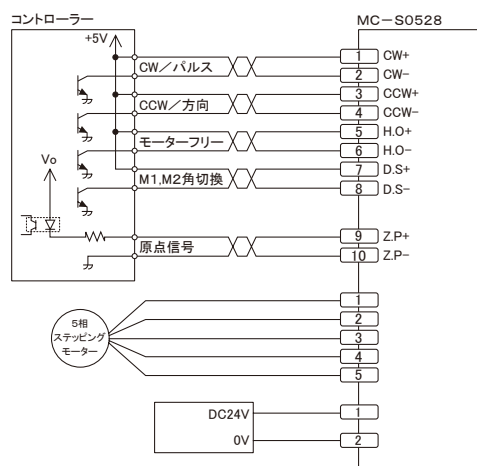 コントローラー
MC-S0528
+5V
CW/パルス
1 CW+
2 CW-
CCW/方向
3 CCW+
4 CCW-
モーターフリー
5 H.O+
6 H.O-
Vo
M1,M2角切換
7 D.S+
8 D.S-
原点信号
9 Z.P+
10 Z.P-
5相
ステッピング
モーター
1
2
3
4
5
DC24V 1
0V 2